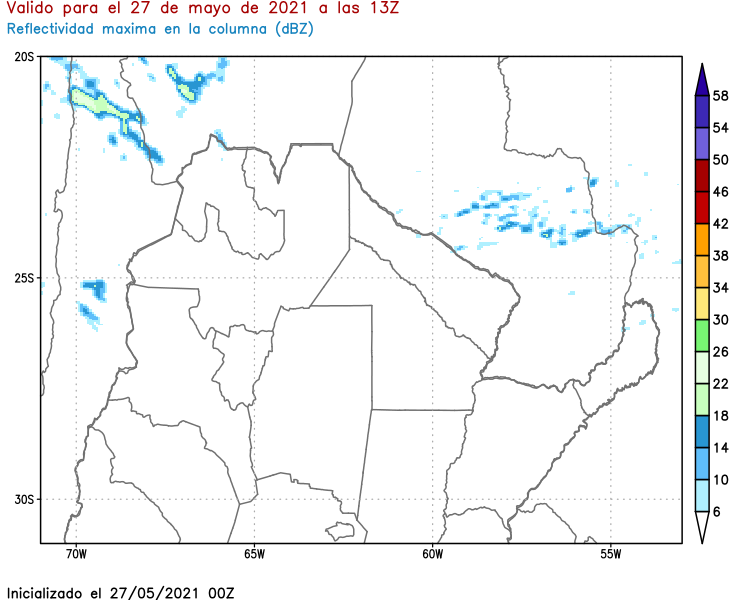 Valido para el 27 de mayo de 2021 a las 13Z
Reflectividad maxima en la columna (dBZ)
20S
25S
30S
70W
65W
60W
55W
58
54
50
46
42
38
34
30
26
22
18
14
10
6
Inicializado el 27/05/2021 00Z